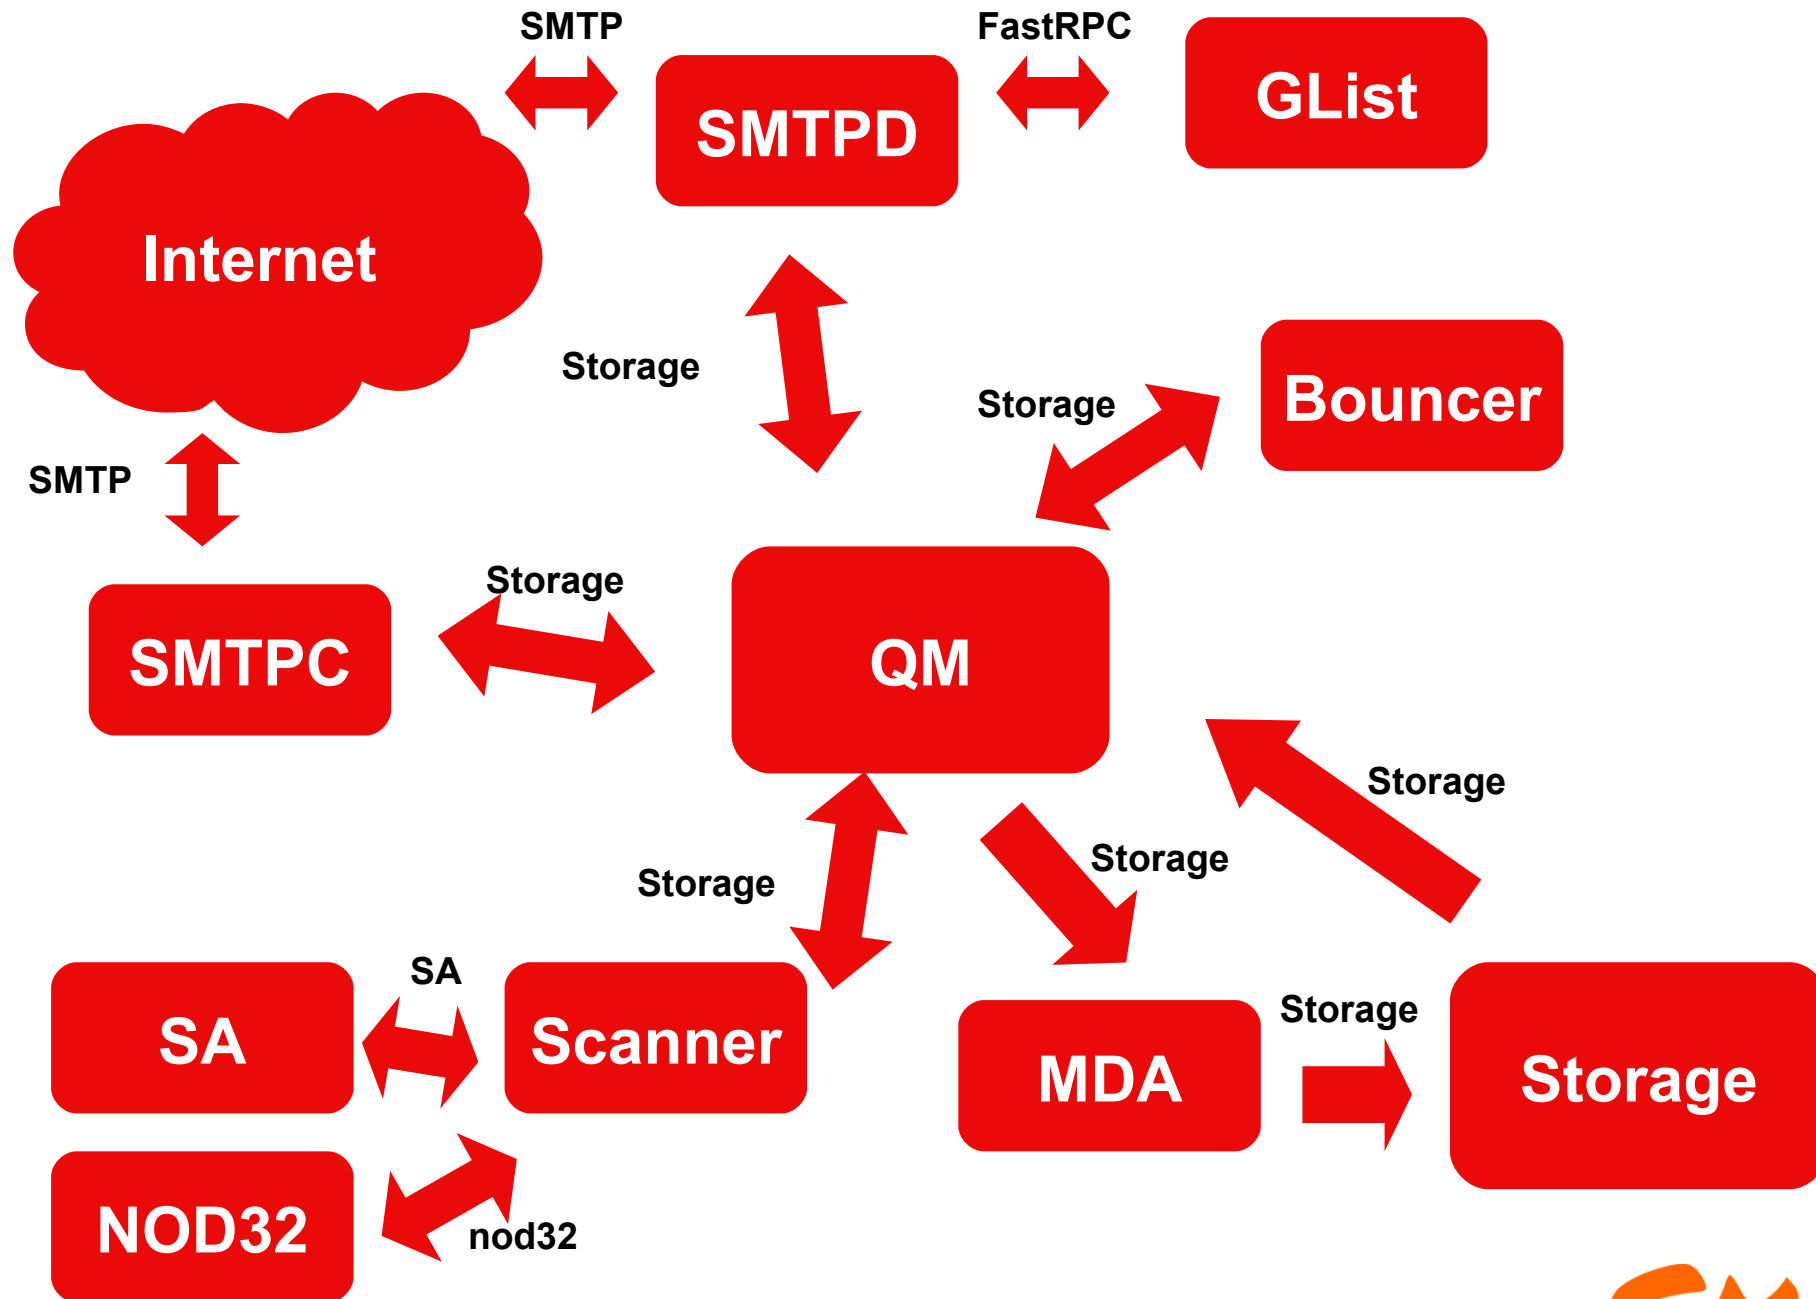 SMTP
FastRPC
GList
SMTPD
Internet
Storage
Bouncer
Storage
SMTP
Storage
SMTPC
QM
Storage
Storage
Storage
SA
Storage
SA
Scanner
MDA
Storage
NOD32
nod32